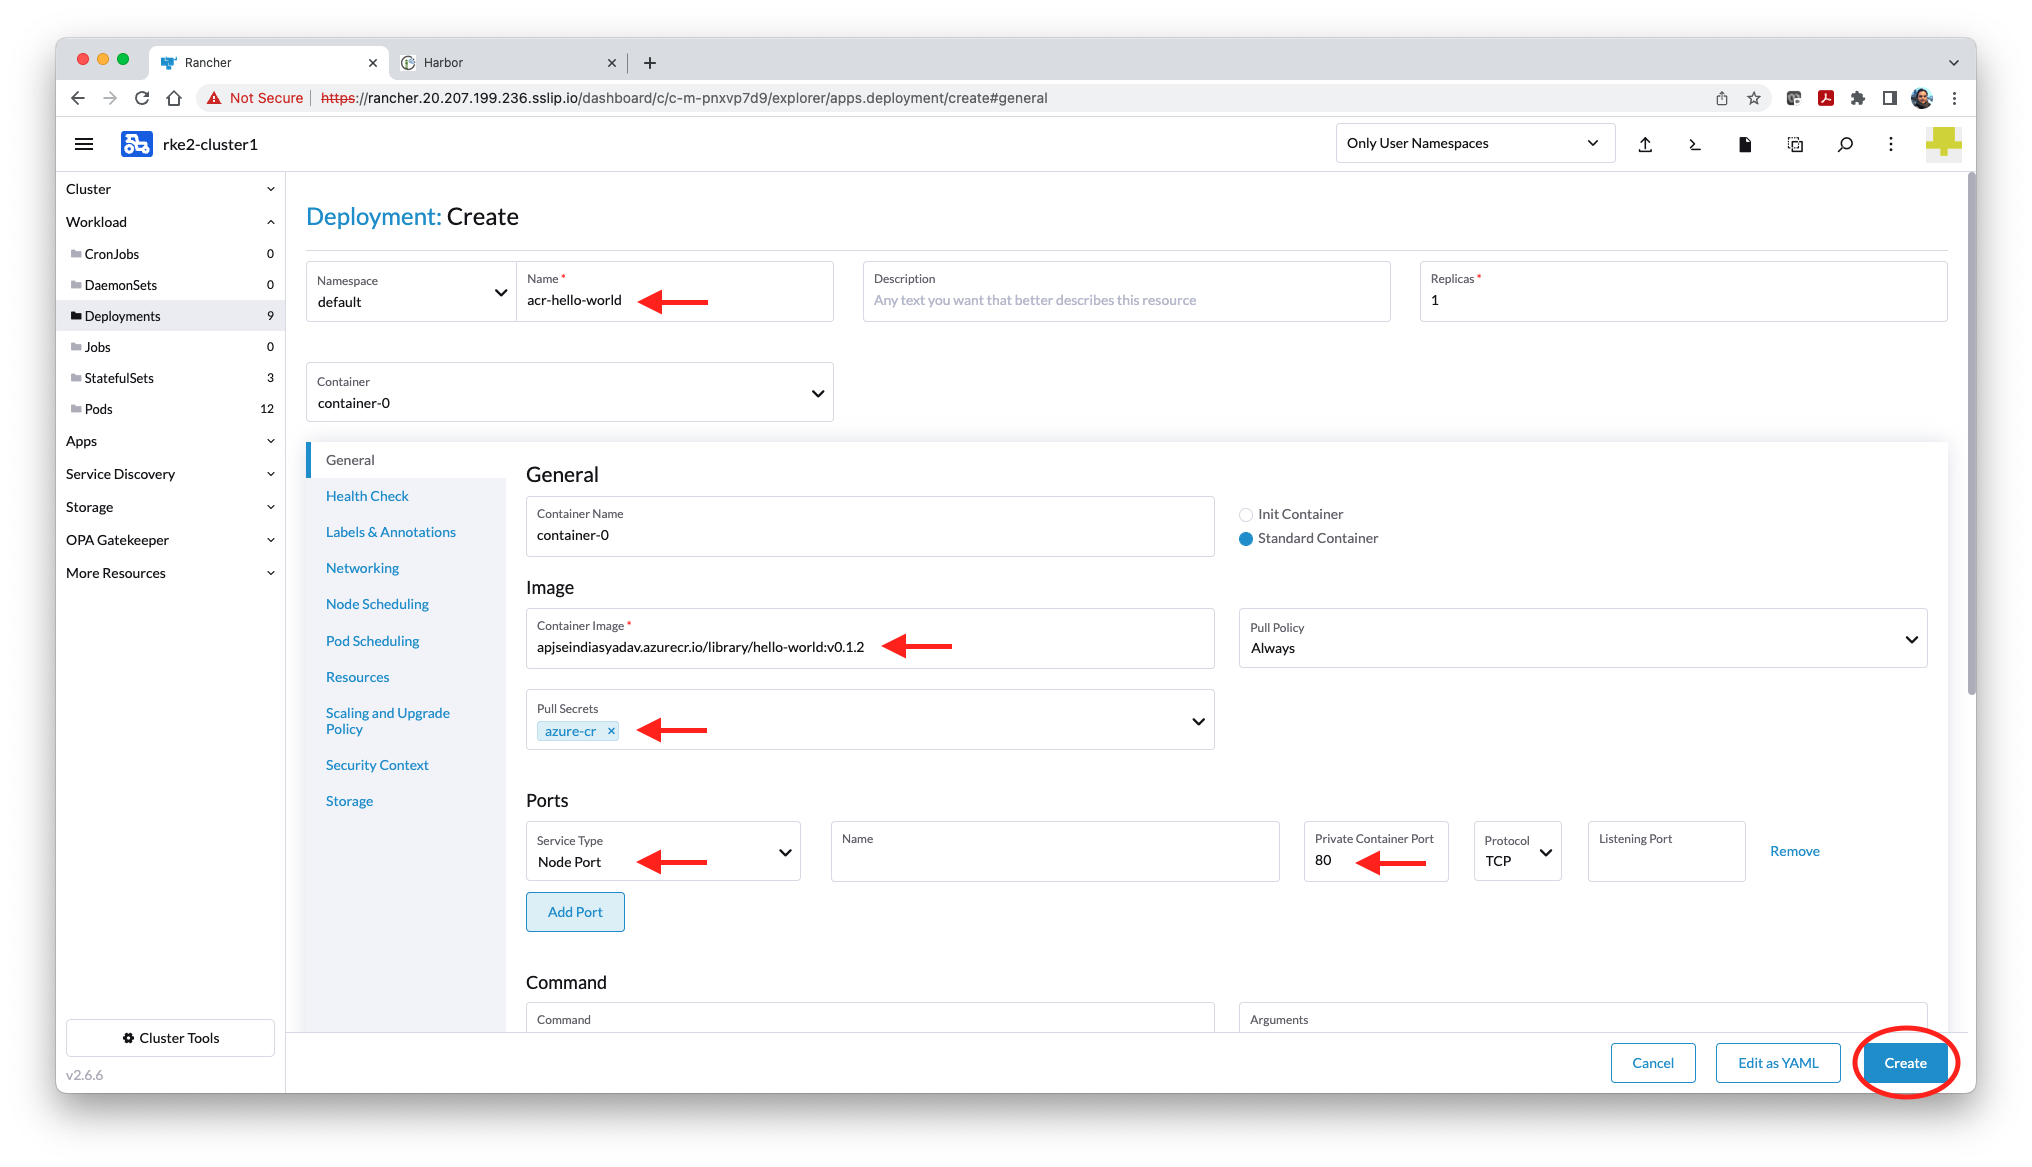 Rancher
Harbor
Not Secure
https://rancher.20.207.199.236.sslip.io/dashboard/c/c-m-pnxvp7d9/explorer/apps.deployment/create#general
rke2-cluster1
Only User Namespaces
Cluster
Workload
CronJobs 0
DaemonSets 0
Deployments 9
Jobs 0
StatefulSets 3
Pods 12
Apps
Service Discovery
Storage
OPA Gatekeeper
More Resources
Cluster Tools
v2.6.6
Deployment: Create
Namespace
default
Name *
acr-hello-world
Description
Any text you want that better describes this resource
Replicas *
1
Container
container-0
General
Health Check
Labels & Annotations
Networking
Node Scheduling
Pod Scheduling
Resources
Scaling and Upgrade
Policy
Security Context
Storage
General
Container Name
container-0
Init Container
Standard Container
Image
Container Image *
apjseindiasyadav.azurecr.io/library/hello-world:v0.1.2
Pull Policy
Always
Pull Secrets
azure-cr
Ports
Service Type
Node Port
Name
Private Container Port
80
Protocol
TCP
Listening Port
Remove
Add Port
Command
Command
Arguments
Cancel
Edit as YAML
Create